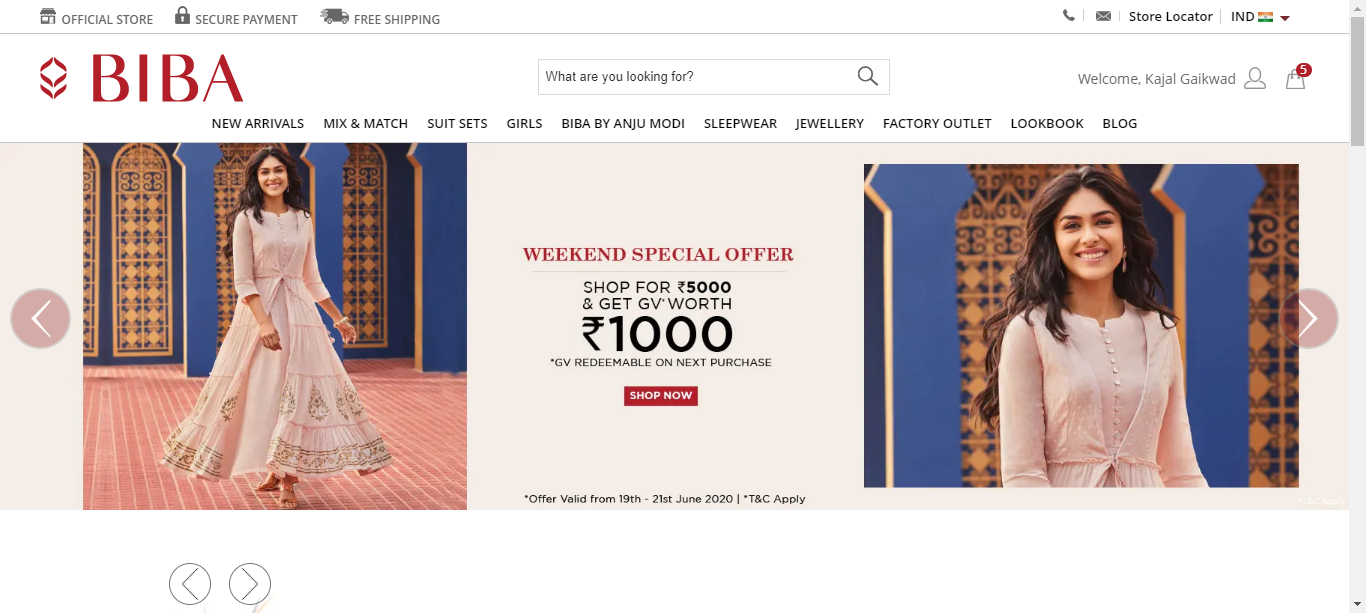 OFFICIAL STORE SECURE PAYMENT FREE SHIPPING Store Locator IND
BIBA
What are you looking for?
Welcome, Kajal Gaikwad 5
NEW ARRIVALS MIX & MATCH SUIT SETS GIRLS BIBA BY ANJU MODI SLEEPWEAR JEWELLERY FACTORY OUTLET LOOKBOOK BLOG
WEEKEND SPECIAL OFFER
SHOP FOR ₹5000
& GET GV* WORTH
₹1000
*GV REDEEMABLE ON NEXT PURCHASE
SHOP NOW
*Offer Valid from 19th - 21st June 2020 | *T&C Apply
*T&C Apply